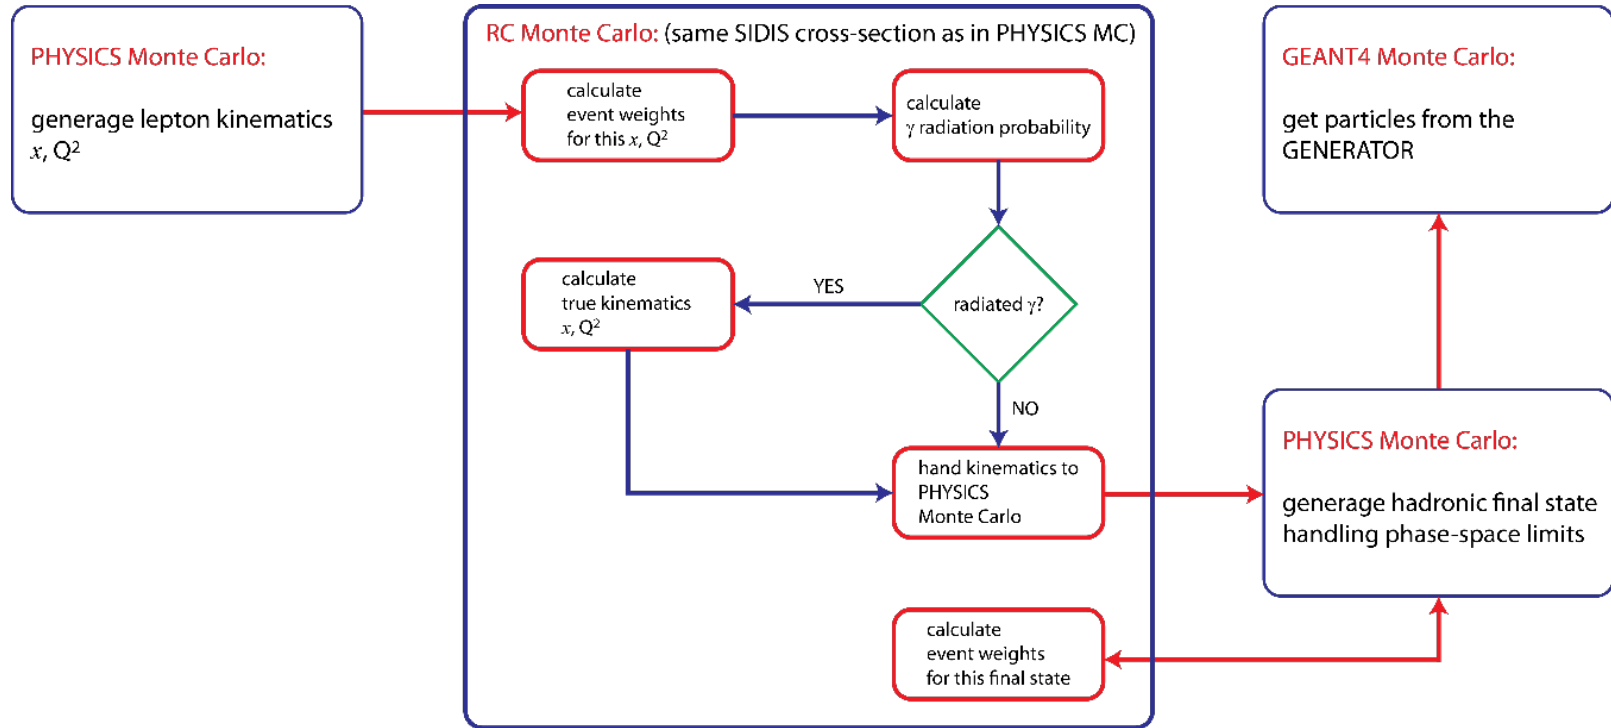 PHYSICS Monte Carlo:
generage lepton kinematics
x, Q²
RC Monte Carlo: (same SIDIS cross-section as in PHYSICS MC)
calculate
event weights
for this x, Q²
calculate
γ radiation probability
radiated γ?
YES
NO
calculate
true kinematics
x, Q²
hand kinematics to
PHYSICS
Monte Carlo
calculate
event weights
for this final state
PHYSICS Monte Carlo:
generage hadronic final state
handling phase-space limits
GEANT4 Monte Carlo:
get particles from the
GENERATOR